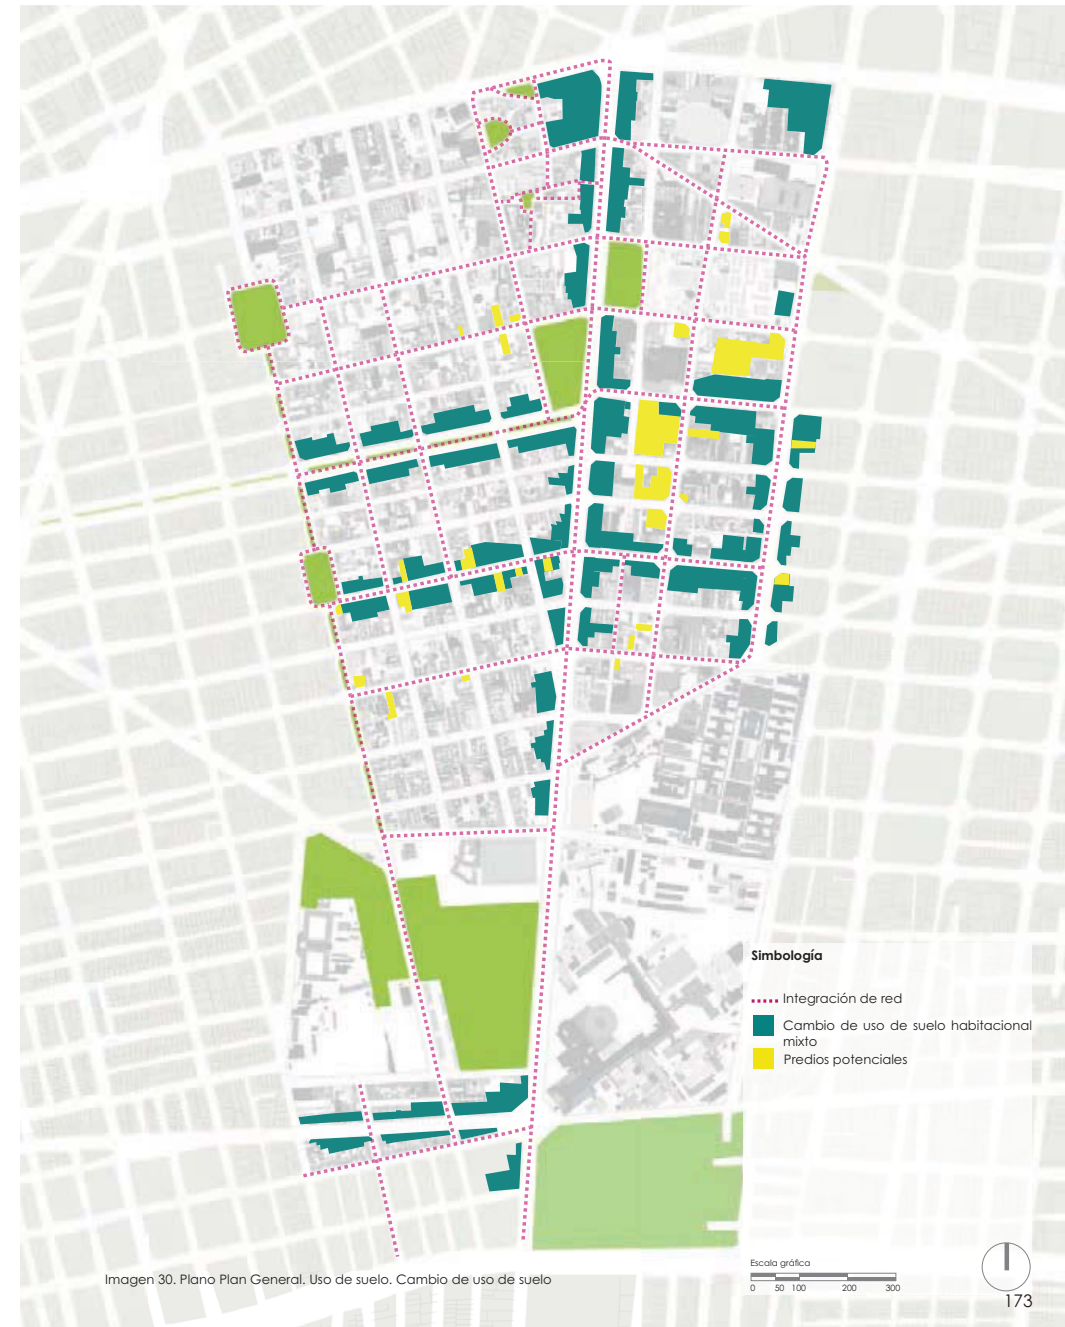 Simbología
Integración de red
Cambio de uso de suelo habitacional
mixto
Predios potenciales
Escala gráfica
0 50 100 200 300
Imagen 30. Plano Plan General. Uso de suelo. Cambio de uso de suelo
173